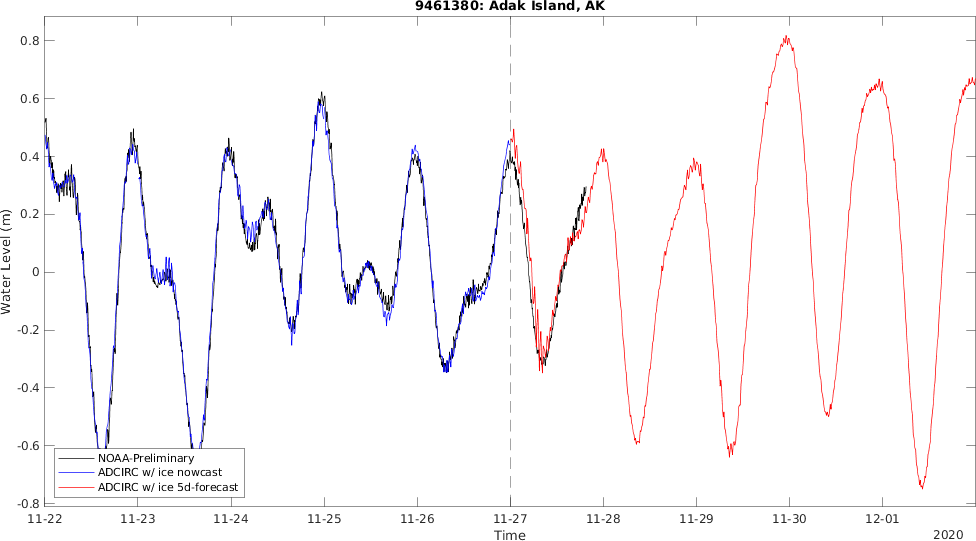 9461380: Adak Island, AK
Water Level (m)
0.8
0.6
0.4
0.2
0
-0.2
-0.4
-0.6
-0.8
NOAA-Preliminary
ADCIRC w/ ice nowcast
ADCIRC w/ ice 5d-forecast
11-22 11-23 11-24 11-25 11-26 11-27 11-28 11-29 11-30 12-01
Time
2020